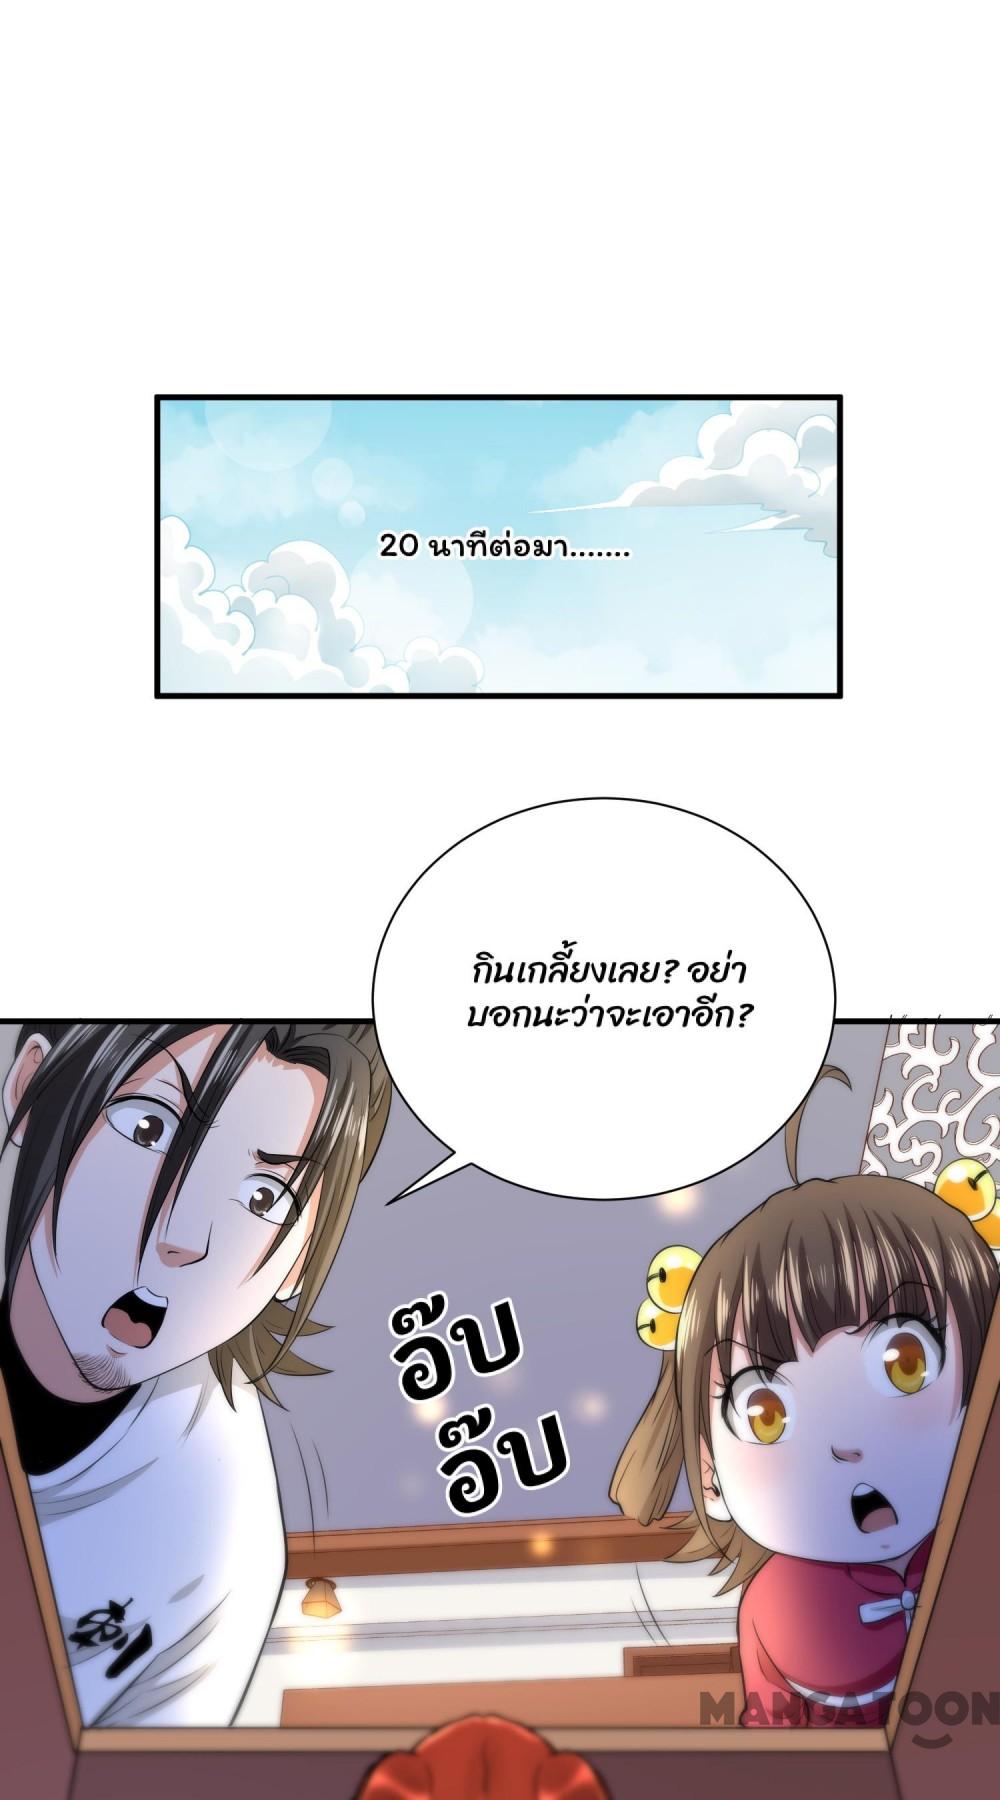 20 นาทีต่อมา.......
กินเกลี้ยงเลย? อย่า
บอกนะว่าจะเอาอีก?
อ๊บ
อ๊บ
MANGATOON